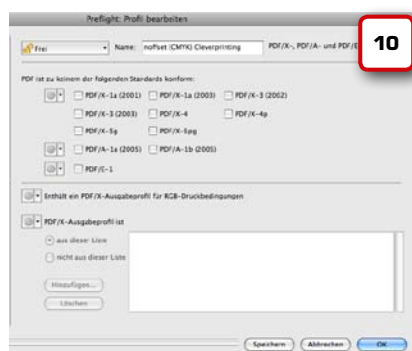 Preflight: Profil bearbeiten
10
Frei Name: noffset (CMYK) Cleverprinting PDF/X-, PDF/A- und PDF/E
PDF ist zu keinem der folgenden Standards konform:
PDF/X-1a (2001) PDF/X-1a (2003) PDF/X-3 (2002)
PDF/X-3 (2003) PDF/X-4 PDF/X-4p
PDF/X-5g PDF/X-5pg
PDF/A-1a (2005) PDF/A-1b (2005)
PDF/E-1
Enthält ein PDF/X-Ausgabeprofil für RGB-Druckbedingungen
PDF/X-Ausgabeprofil ist
aus dieser Liste
nicht aus dieser Liste
Hinzufügen...
Löschen
Speichern Abbrechen OK